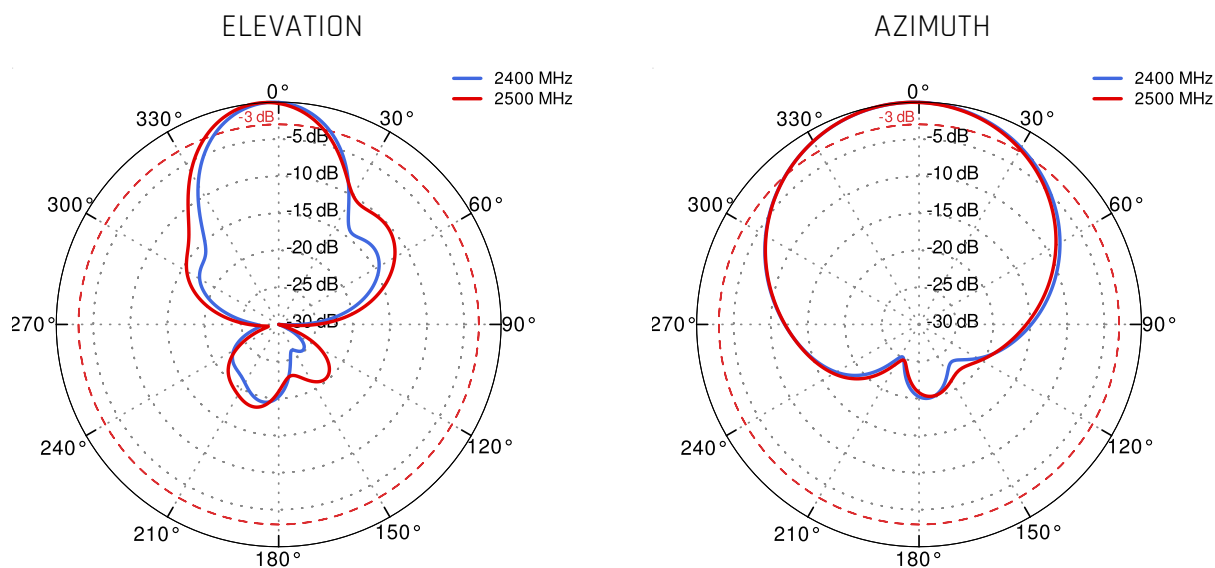 ELEVATION
2400 MHz
2500 MHz
0°
330°
30°
-3 dB
-5 dB
-10 dB
300°
60°
-15 dB
-20 dB
-25 dB
270°
-30 dB
90°
240°
120°
210°
150°
180°
AZIMUTH
2400 MHz
2500 MHz
0°
330°
30°
-3 dB
-5 dB
-10 dB
300°
60°
-15 dB
-20 dB
-25 dB
270°
-30 dB
90°
240°
120°
210°
150°
180°